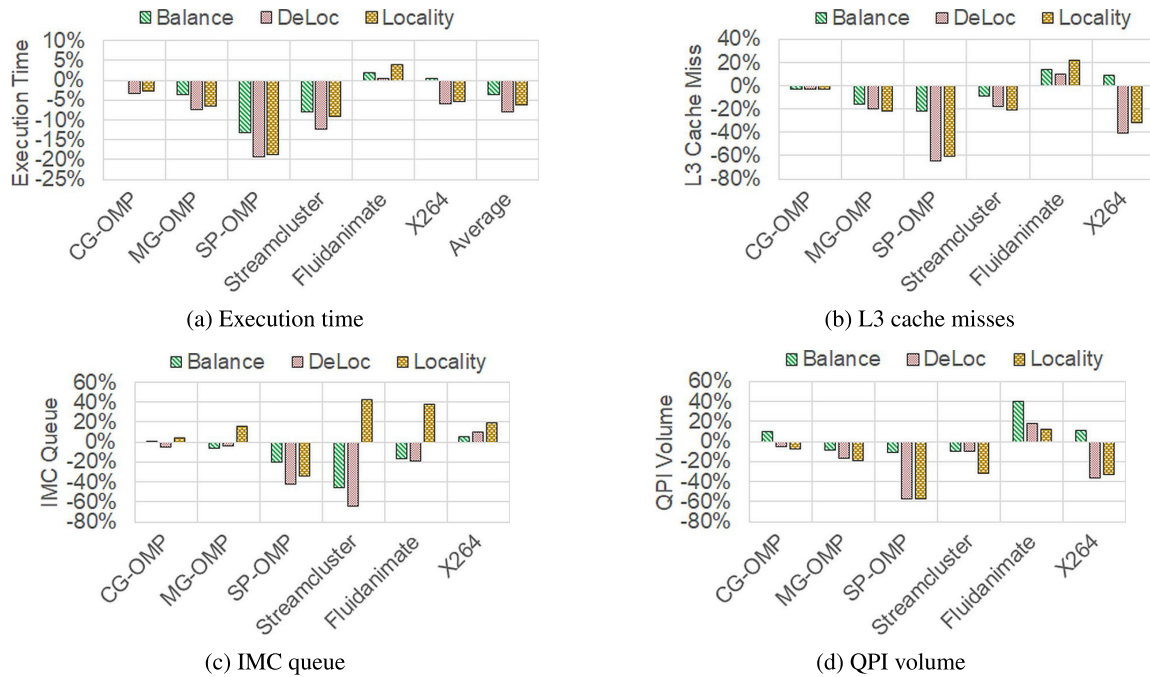 Balance DeLoc Locality
Execution Time
10%
5%
0%
-5%
-10%
-15%
-20%
-25%
CG-OMP
MG-OMP
SP-OMP
Streamcluster
Fluidanimate
X264
Average
(a) Execution time
Balance DeLoc Locality
L3 Cache Miss
40%
20%
0%
-20%
-40%
-60%
-80%
CG-OMP
MG-OMP
SP-OMP
Streamcluster
Fluidanimate
X264
(b) L3 cache misses
Balance DeLoc Locality
IMC Queue
60%
40%
20%
0%
-20%
-40%
-60%
-80%
CG-OMP
MG-OMP
SP-OMP
Streamcluster
Fluidanimate
X264
(c) IMC queue
Balance DeLoc Locality
QPI Volume
60%
40%
20%
0%
-20%
-40%
-60%
-80%
CG-OMP
MG-OMP
SP-OMP
Streamcluster
Fluidanimate
X264
(d) QPI volume